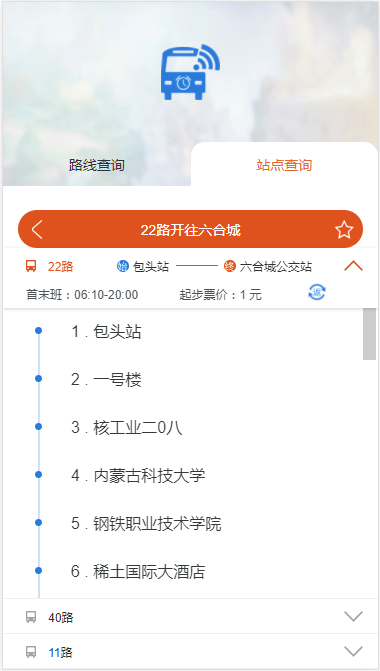 路线查询
站点查询
22路开往六合城
22路 始 包头站 终 六合城公交站
首末班：06:10-20:00 起步票价：1 元 返
1 . 包头站
2 . 一号楼
3 . 核工业二0八
4 . 内蒙古科技大学
5 . 钢铁职业技术学院
6 . 稀土国际大酒店
40路
11路